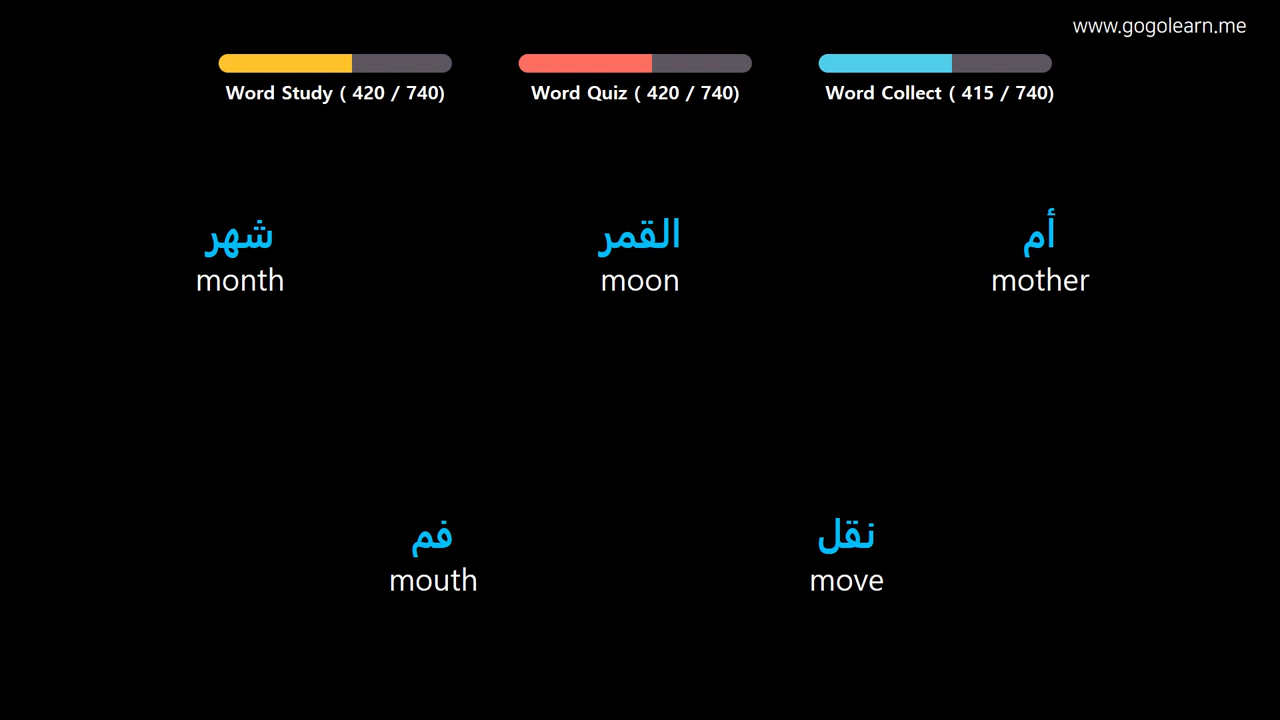 www.gogolearn.me
Word Study ( 420 / 740)
Word Quiz ( 420 / 740)
Word Collect ( 415 / 740)
شهر
month
القمر
moon
أم
mother
فم
mouth
نقل
move